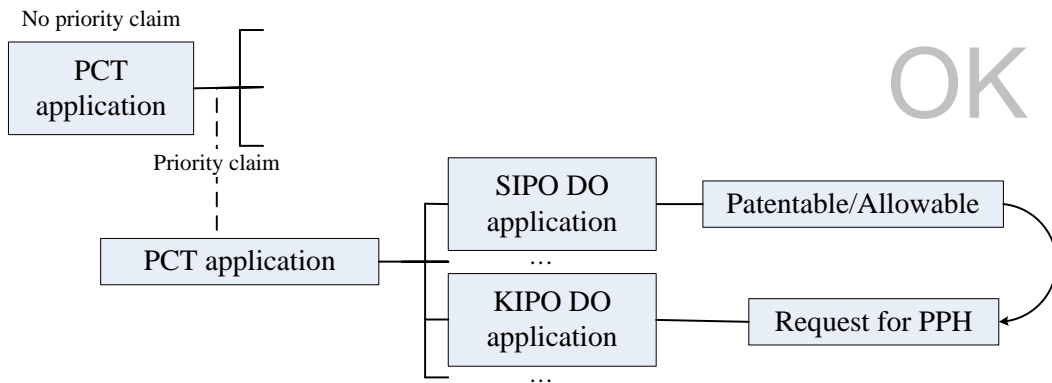 No priority claim
PCT
application
OK
Priority claim
SIPO DO
application
Patentable/Allowable
PCT application
...
KIPO DO
application
Request for PPH
...